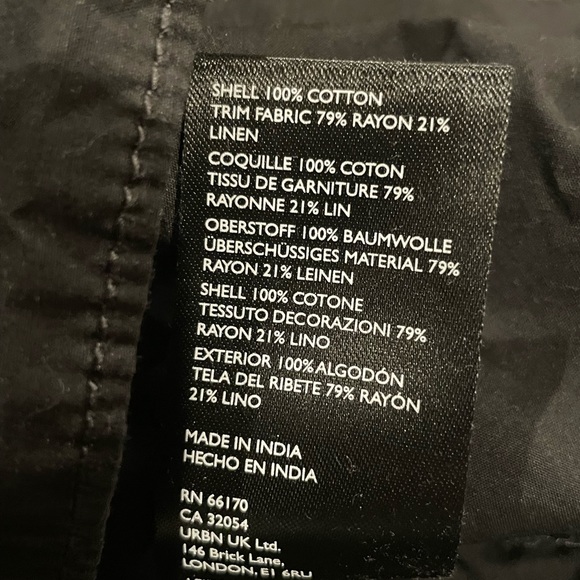 SHELL 100% COTTON
TRIM FABRIC 79% RAYON 21%
LINEN
COQUILLE 100% COTON
TISSU DE GARNITURE 79%
RAYONNE 21% LIN
OBERSTOFF 100% BAUMWOLLE
ÜBERSCHÜSSIGES MATERIAL 79%
RAYON 21% LEINEN
SHELL 100% COTONE
TESSUTO DECORAZIONI 79%
RAYON 21% LINO
EXTERIOR 100% ALGODÓN
TELA DEL RIBETE 79% RAYÓN
21% LINO
MADE IN INDIA
HECHO EN INDIA
RN 66170
CA 32054
URBN UK Ltd.
146 Brick Lane,
LONDON, E1 6RU